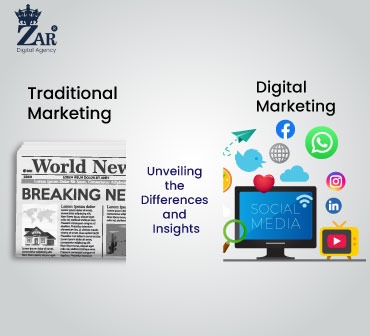 ZAR
Digital Agency
Traditional
Marketing
Digital
Marketing
World New
BREAKING NE
Unveiling
the
Differences
and
Insights
SOCIAL
MEDIA